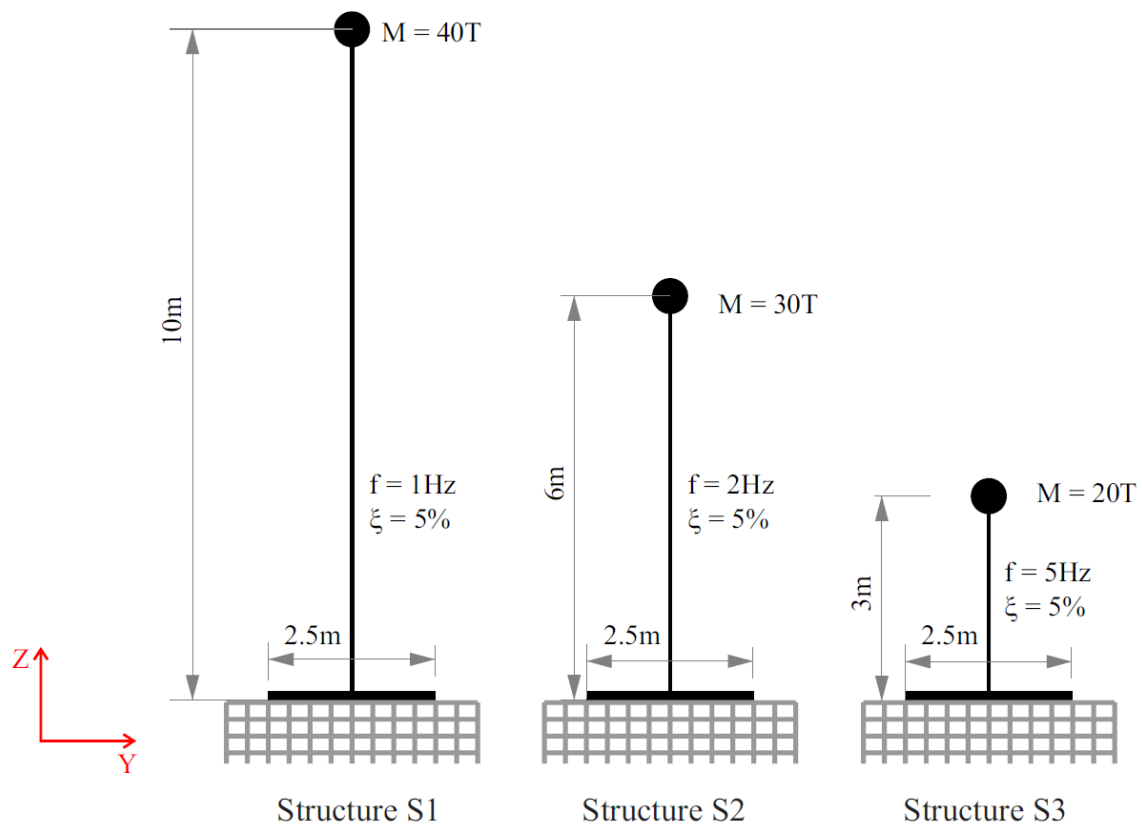 M = 40T
10m
f = 1Hz
ξ = 5%
2.5m
Structure S1
M = 30T
6m
f = 2Hz
ξ = 5%
2.5m
Structure S2
M = 20T
3m
f = 5Hz
ξ = 5%
2.5m
Structure S3
Z
Y